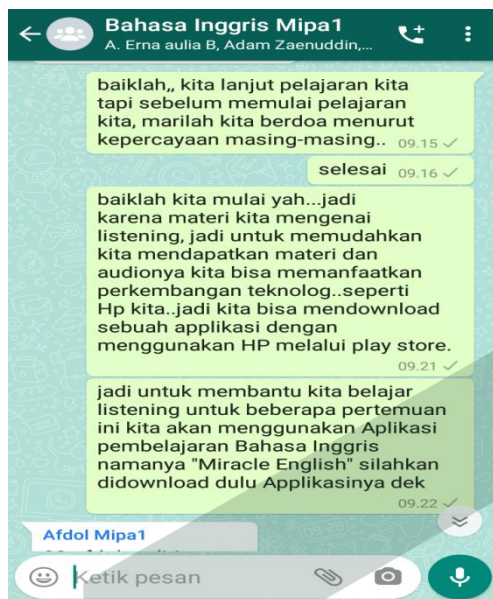 Bahasa Inggris Mipa1
A. Erna aulia B, Adam Zaenuddin,...
baiklah,, kita lanjut pelajaran kita
tapi sebelum memulai pelajaran
kita, marilah kita berdoa menurut
kepercayaan masing-masing.. 09.15
selesai 09.16
baiklah kita mulai yah...jadi
karena materi kita mengenai
listening, jadi untuk memudahkan
kita mendapatkan materi dan
audionya kita bisa memanfaatkan
perkembangan teknolog..seperti
Hp kita..jadi kita bisa mendownload
sebuah applikasi dengan
menggunakan HP melalui play store.
09.21
jadi untuk membantu kita belajar
listening untuk beberapa pertemuan
ini kita akan menggunakan Aplikasi
pembelajaran Bahasa Inggris
namanya "Miracle English" silahkan
didownload dulu Applikasinya dek
09.22
Afdol Mipa1
Ketik pesan